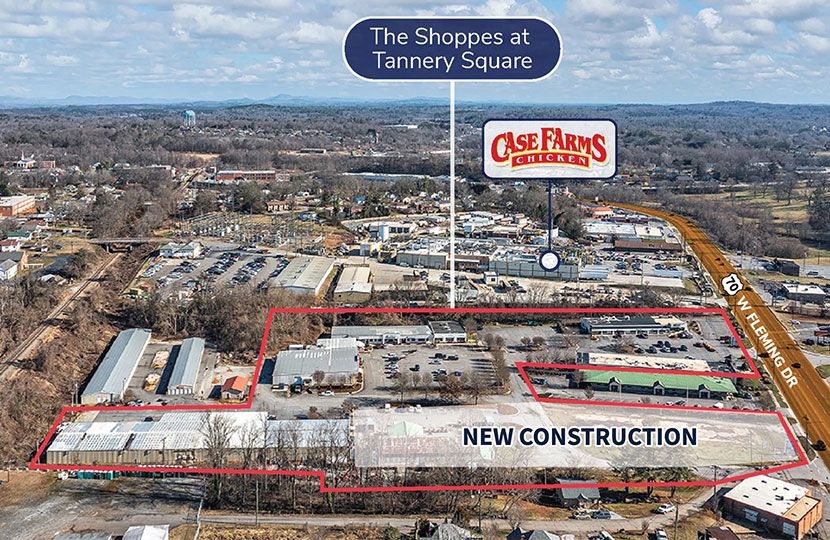 The Shoppes at
Tannery Square
CASE FARMS
CHICKEN
70 W FLEMING DR
NEW CONSTRUCTION